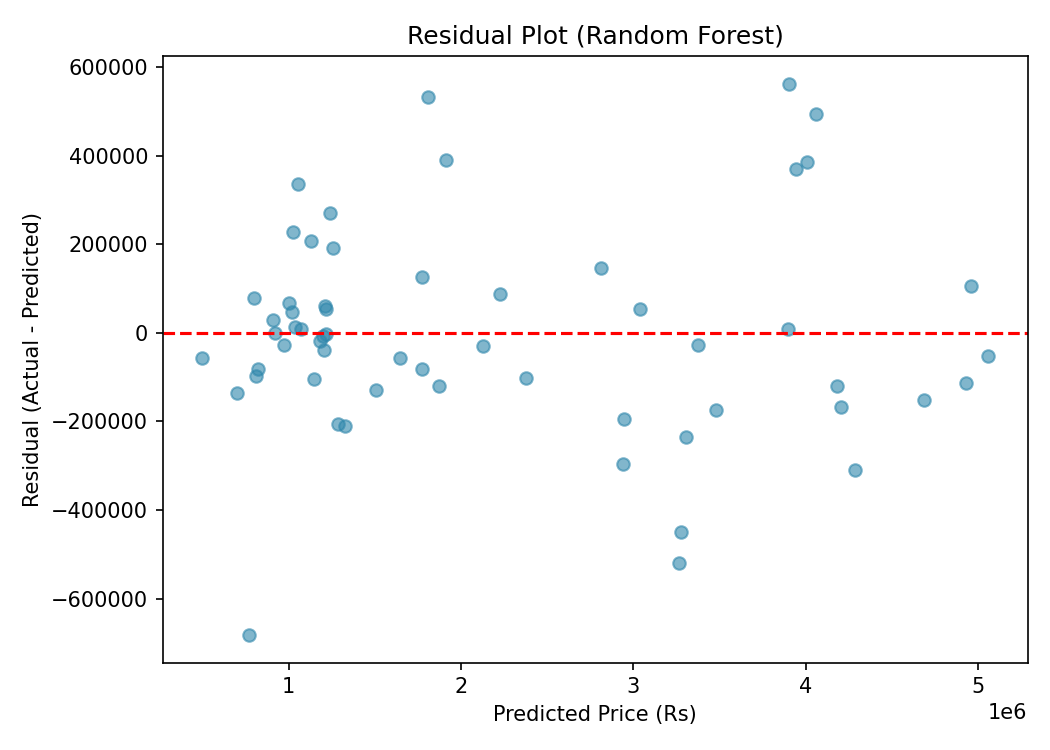 Residual Plot (Random Forest)
600000
400000
200000
0
−200000
−400000
−600000
Residual (Actual - Predicted)
1 2 3 4 5
1e6
Predicted Price (Rs)